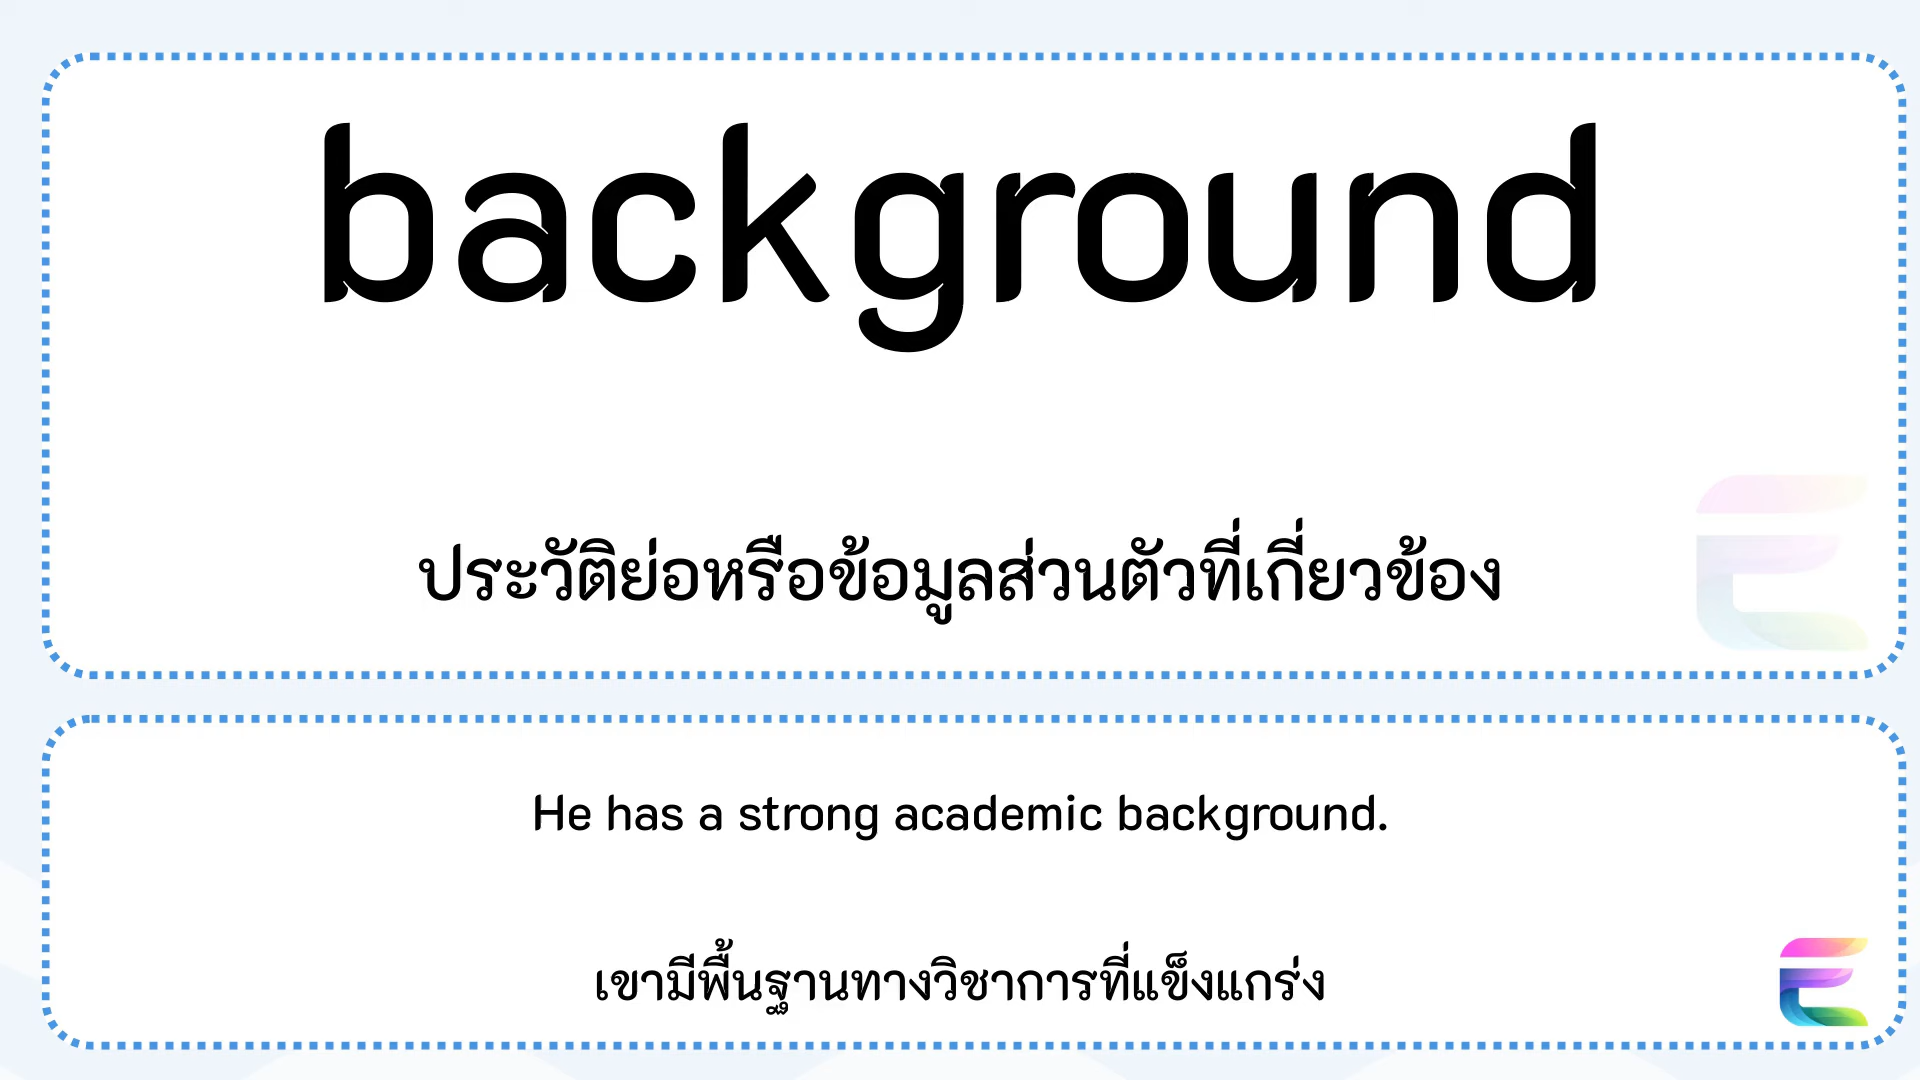 background
ประวัติย่อหรือข้อมูลส่วนตัวที่เกี่ยวข้อง
He has a strong academic background.
เขามีพื้นฐานทางวิชาการที่แข็งแกร่ง